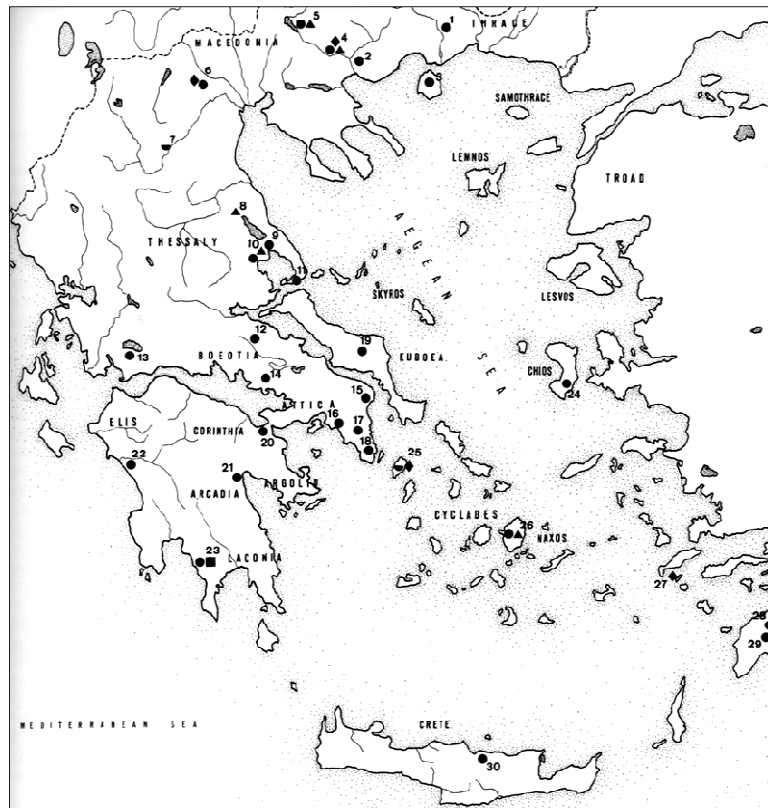 1
5
THRACE
MACEDONIA
4
2
6
3
SAMOTHRACE
7
LEMNOS
TROAD
8
AEGEAN SEA
THESSALY
9
10
11
SKYROS
LESVOS
12
19
13
BOEOTIA
EUBOEA
CHIOS
14
24
15
ATTICA
16
ELIS
CORINTHIA
17
20
18
22
25
21
ARGOLID
ARCADIA
CYCLADES
26
NAXOS
23
LACONIA
27
28
29
MEDITERRANEAN SEA
CRETE
30